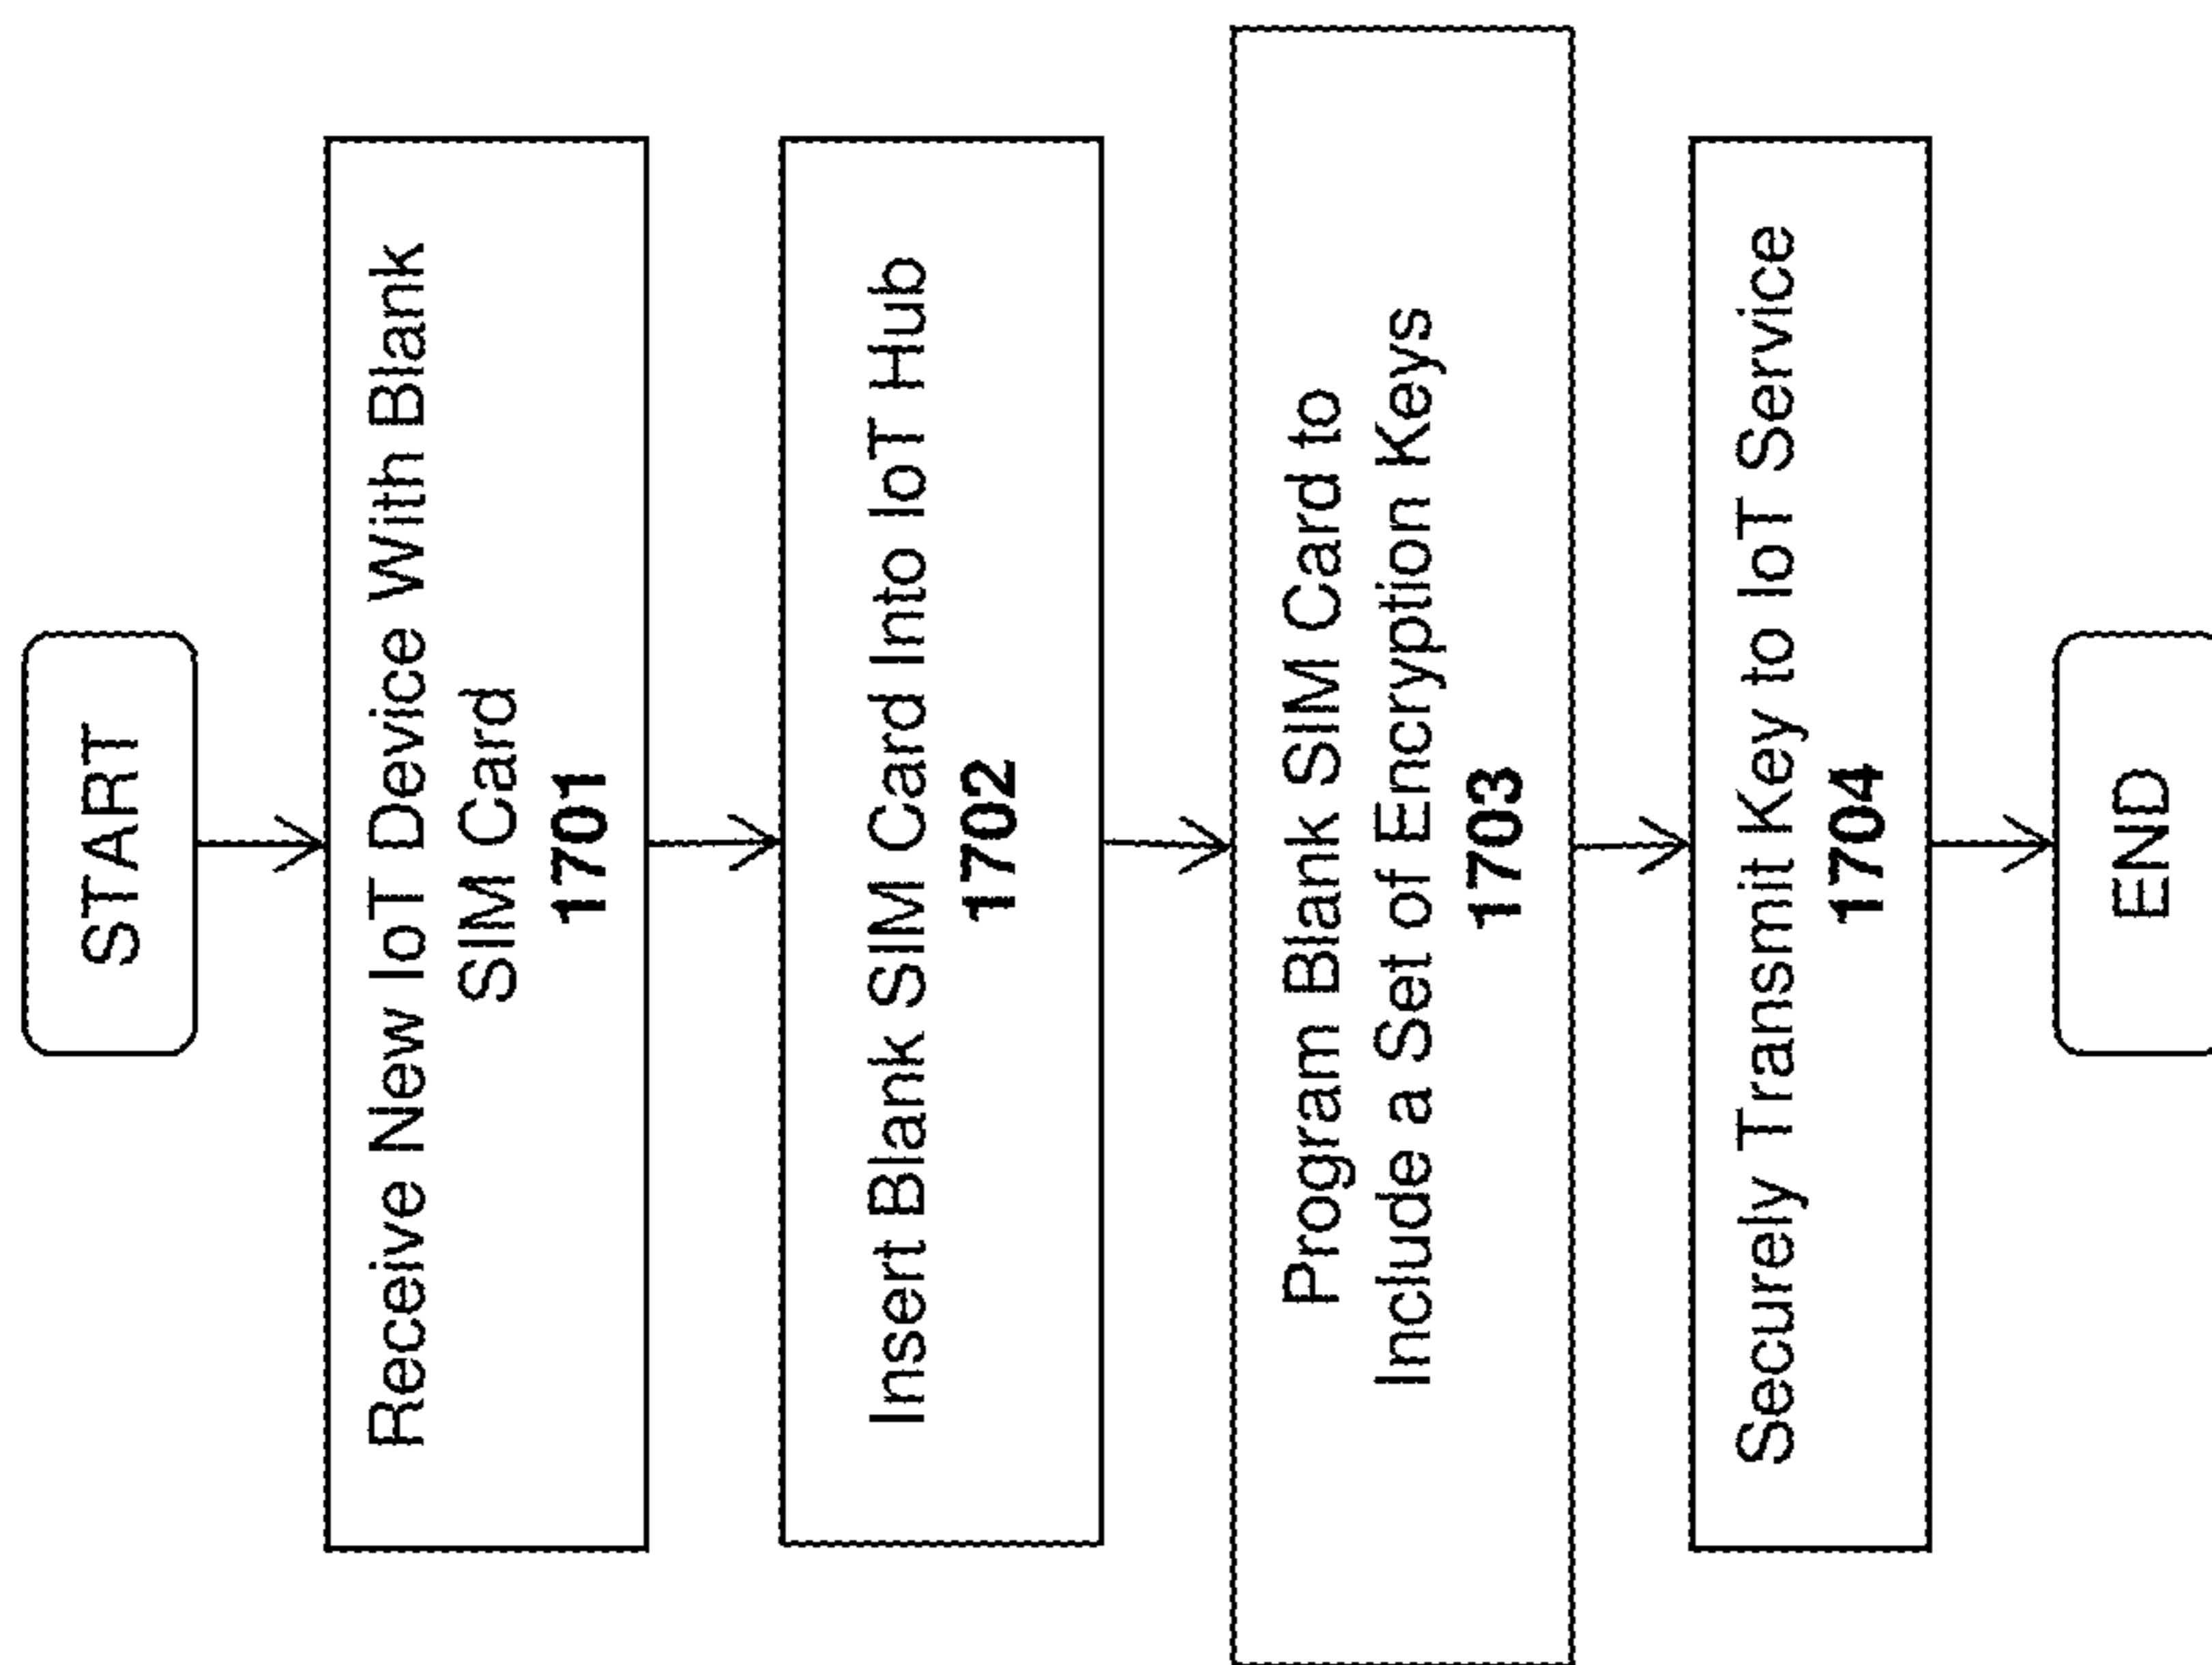 START
Receive New IoT Device With Blank
SIM Card
1701
Insert Blank SIM Card Into IoT Hub
1702
Program Blank SIM Card to
Include a Set of Encryption Keys
1703
Securely Transmit Key to IoT Service
1704
END